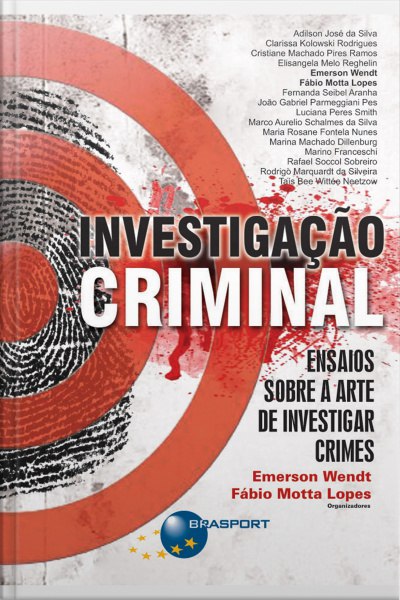 Adilson José da Silva
Clarissa Kolowski Rodrigues
Cristiane Machado Pires Ramos
Elisangela Melo Reghelin
Emerson Wendt
Fábio Motta Lopes
Fernanda Seibel Aranha
João Gabriel Parmeggiani Pes
Luciana Peres Smith
Marco Aurelio Schalmes da Silva
Maria Rosane Fontela Nunes
Marina Machado Dillenburg
Marino Franceschi
Rafael Soccol Sobreiro
Rodrigo Marquardt da Silveira
Taís Bee Wittée Neetzow
INVESTIGAÇÃO
CRIMINAL
ENSAIOS
SOBRE A ARTE
DE INVESTIGAR
CRIMES
Emerson Wendt
Fábio Motta Lopes
Organizadores
BRASPORT